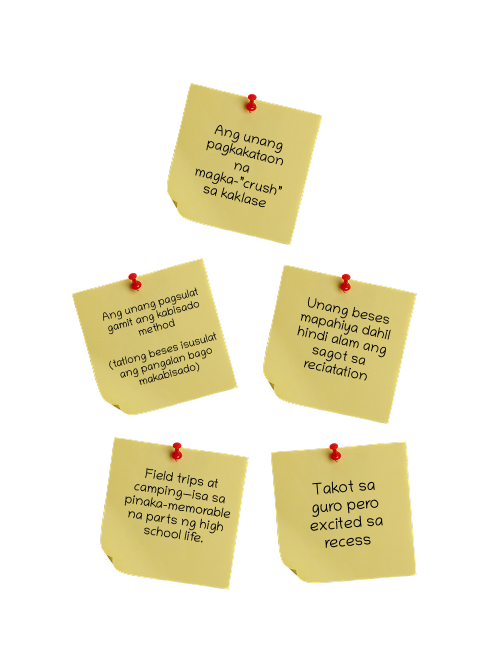 Ang unang
pagkakataon
na
magka-"crush"
sa kaklase
Ang unang pagsulat
gamit ang kabisado
method
(tatlong beses isusulat
ang pangalan bago
makabisado)
Unang beses
mapahiya dahil
hindi alam ang
sagot sa
reciatation
Field trips at
camping—isa sa
pinaka-memorable
na parts ng high
school life.
Takot sa
guro pero
excited sa
recess